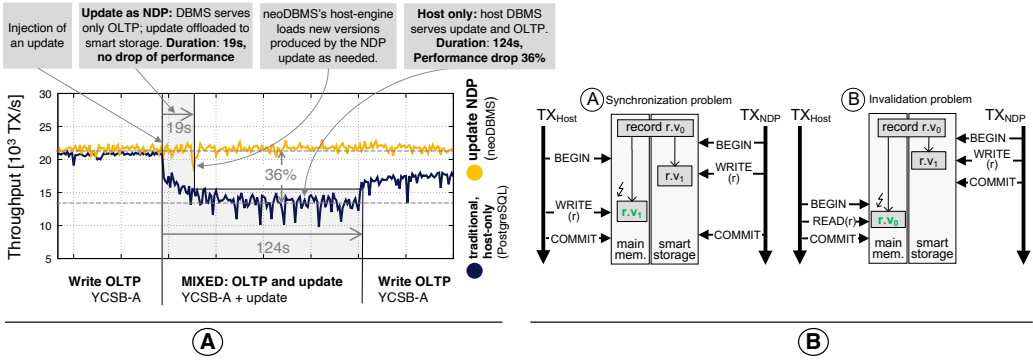 Injection of
an update
Update as NDP: DBMS serves
only OLTP; update offloaded to
smart storage. Duration: 19s,
no drop of performance
neoDBMS's host-engine
loads new versions
produced by the NDP
update as needed.
Host only: host DBMS
serves update and OLTP.
Duration: 124s,
Performance drop 36%
Throughput [10³ TX/s]
30
25
20
15
10
5
19s
36%
124s
update NDP
(neoDBMS)
traditional,
host-only
(PostgreSQL)
Write OLTP
YCSB-A
MIXED: OLTP and update
YCSB-A + update
Write OLTP
YCSB-A
A
A Synchronization problem
TX_Host
TX_NDP
record r.v₀
BEGIN
BEGIN
r.v₁
WRITE
(r)
WRITE
(r)
r.v₁
COMMIT
COMMIT
main
mem.
smart
storage
B Invalidation problem
TX_Host
TX_NDP
record r.v₀
BEGIN
r.v₁
WRITE
(r)
COMMIT
BEGIN
READ(r)
r.v₀
COMMIT
main
mem.
smart
storage
B